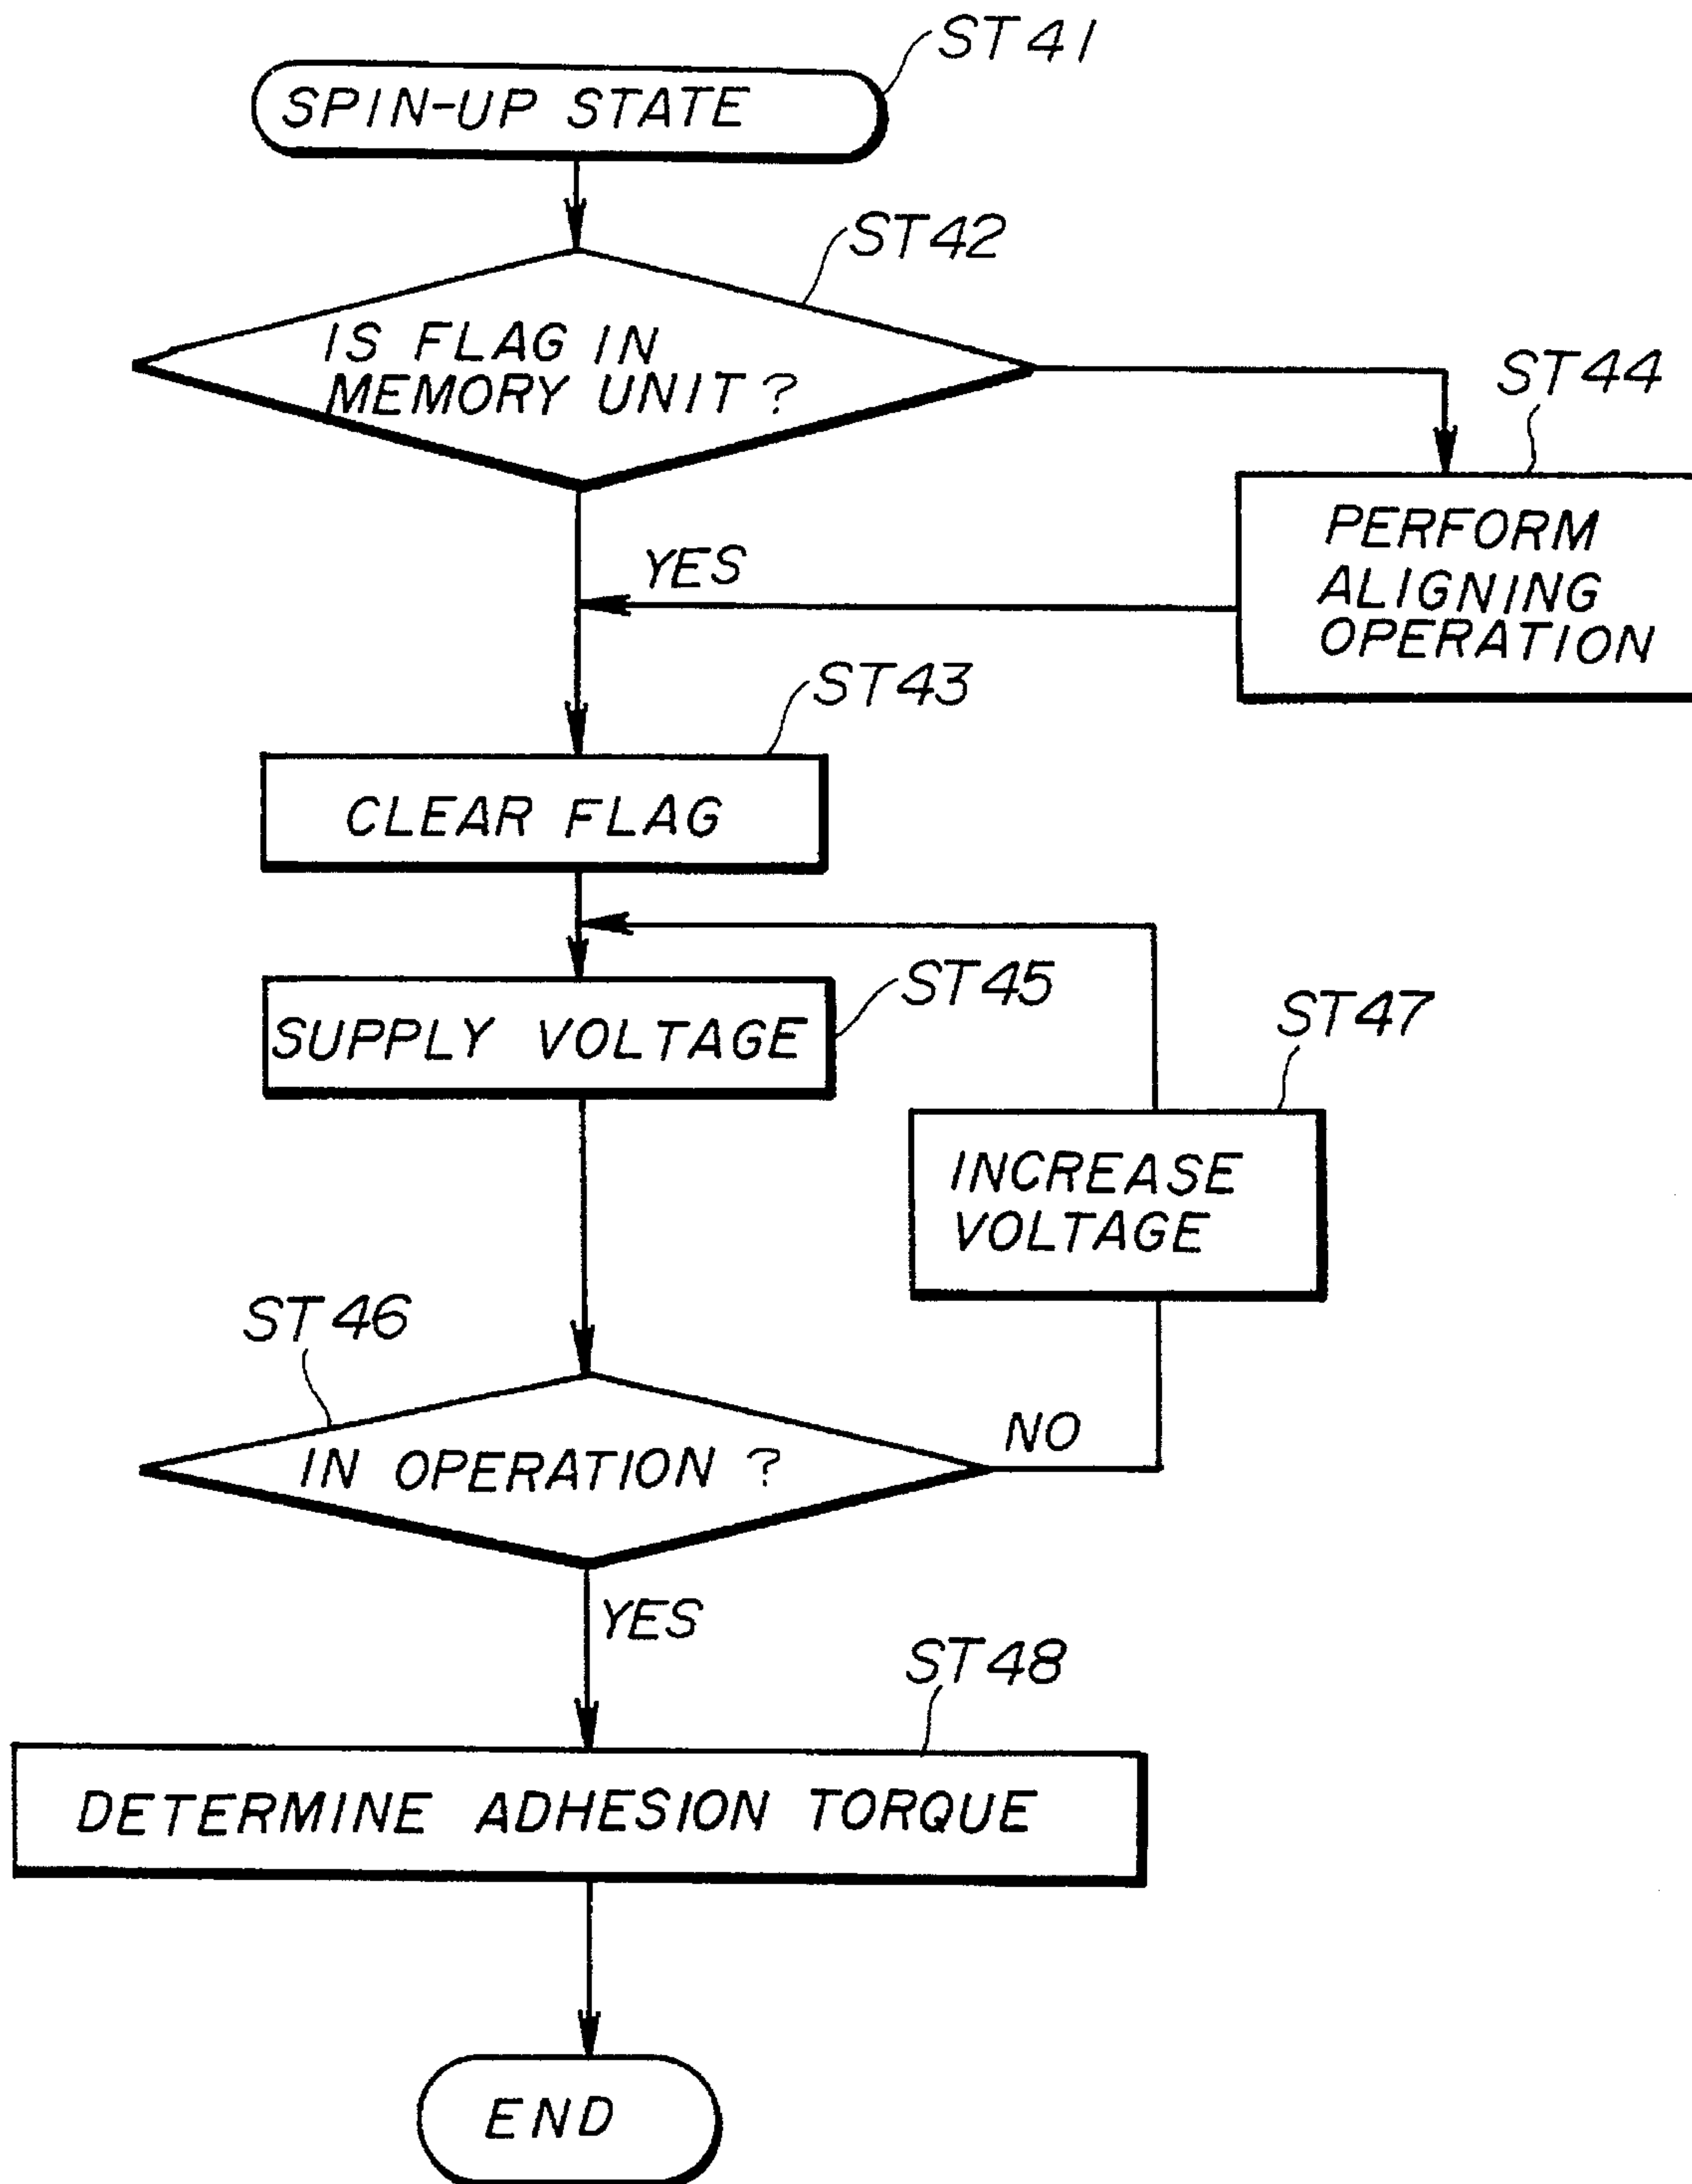 ST41
SPIN-UP STATE
ST42
IS FLAG IN
MEMORY UNIT ?
ST44
PERFORM
ALIGNING
OPERATION
YES
ST43
CLEAR FLAG
ST45
SUPPLY VOLTAGE
ST47
INCREASE
VOLTAGE
ST46
IN OPERATION ?
NO
YES
ST48
DETERMINE ADHESION TORQUE
END